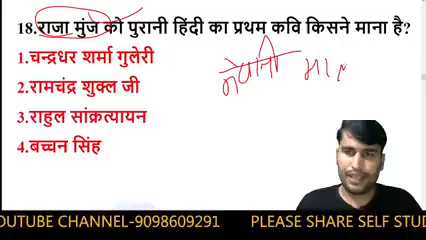 18.राजा मुंज को पुरानी हिंदी का प्रथम कवि किसने माना है?
1.चन्द्रधर शर्मा गुलेरी
2.रामचंद्र शुक्ल जी
3.राहुल सांक्रत्यायन
4.बच्चन सिंह
OUTUBE CHANNEL-9098609291 PLEASE SHARE SELF STUD